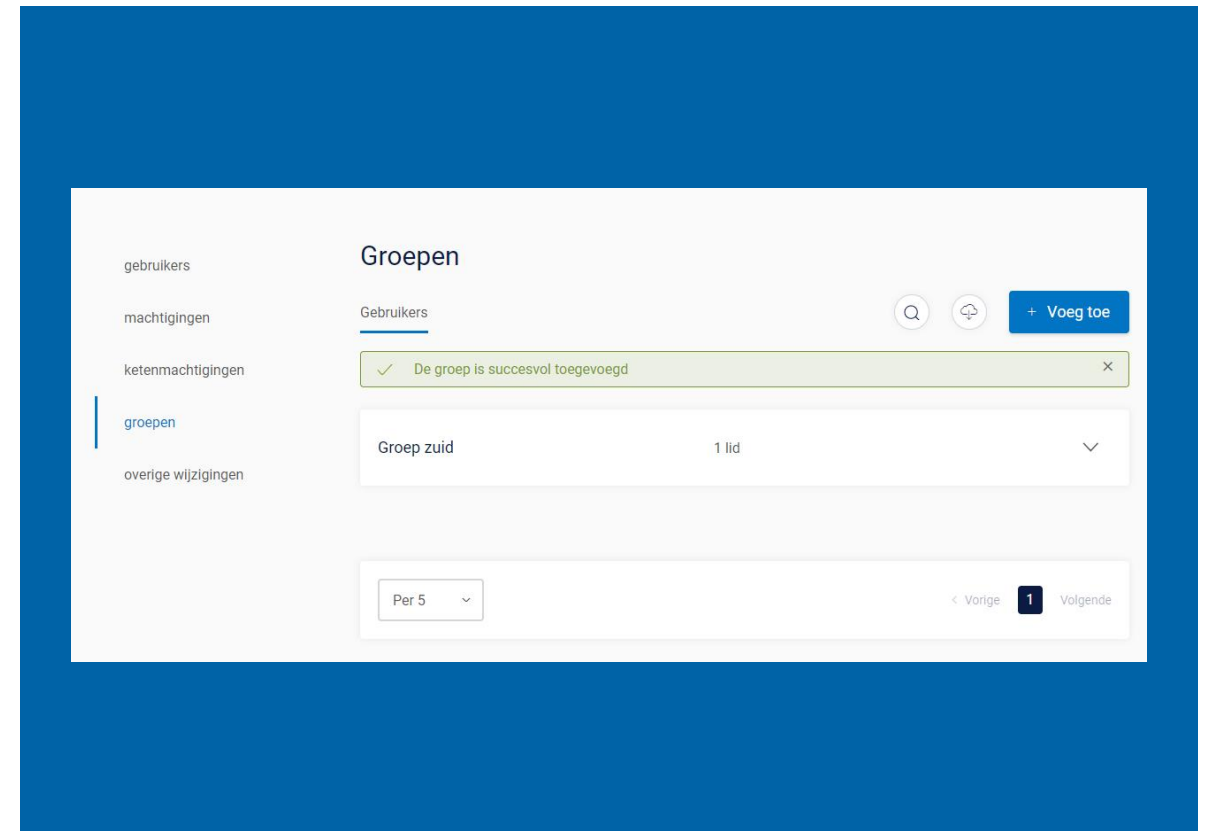 gebruikers
machtigingen
ketenmachtigingen
groepen
overige wijzigingen
Groepen
Gebruikers
+ Voeg toe
De groep is succesvol toegevoegd
Groep zuid 1 lid
Per 5
< Vorige 1 Volgende